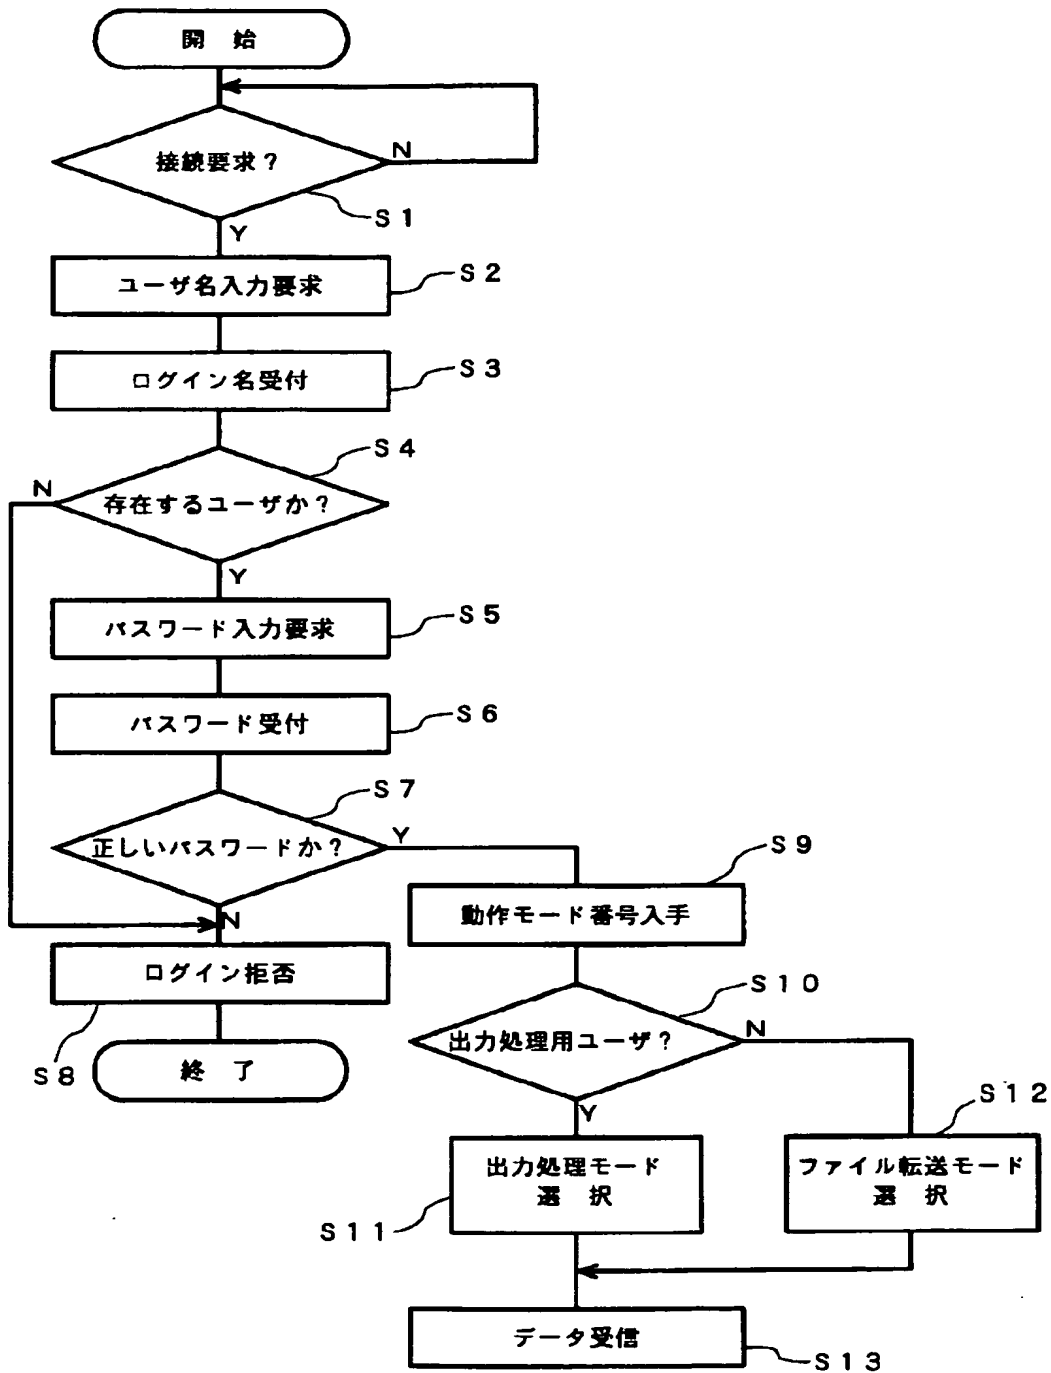 開 始
接続要求？
N
S1
Y
ユーザ名入力要求
S2
ログイン名受付
S3
S4
N
存在するユーザか？
Y
パスワード入力要求
S5
パスワード受付
S6
S7
正しいパスワードか？
Y
N
ログイン拒否
S8
終 了
S9
動作モード番号入手
S10
出力処理用ユーザ？
N
Y
S12
出力処理モード
選 択
S11
ファイル転送モード
選 択
データ受信
S13